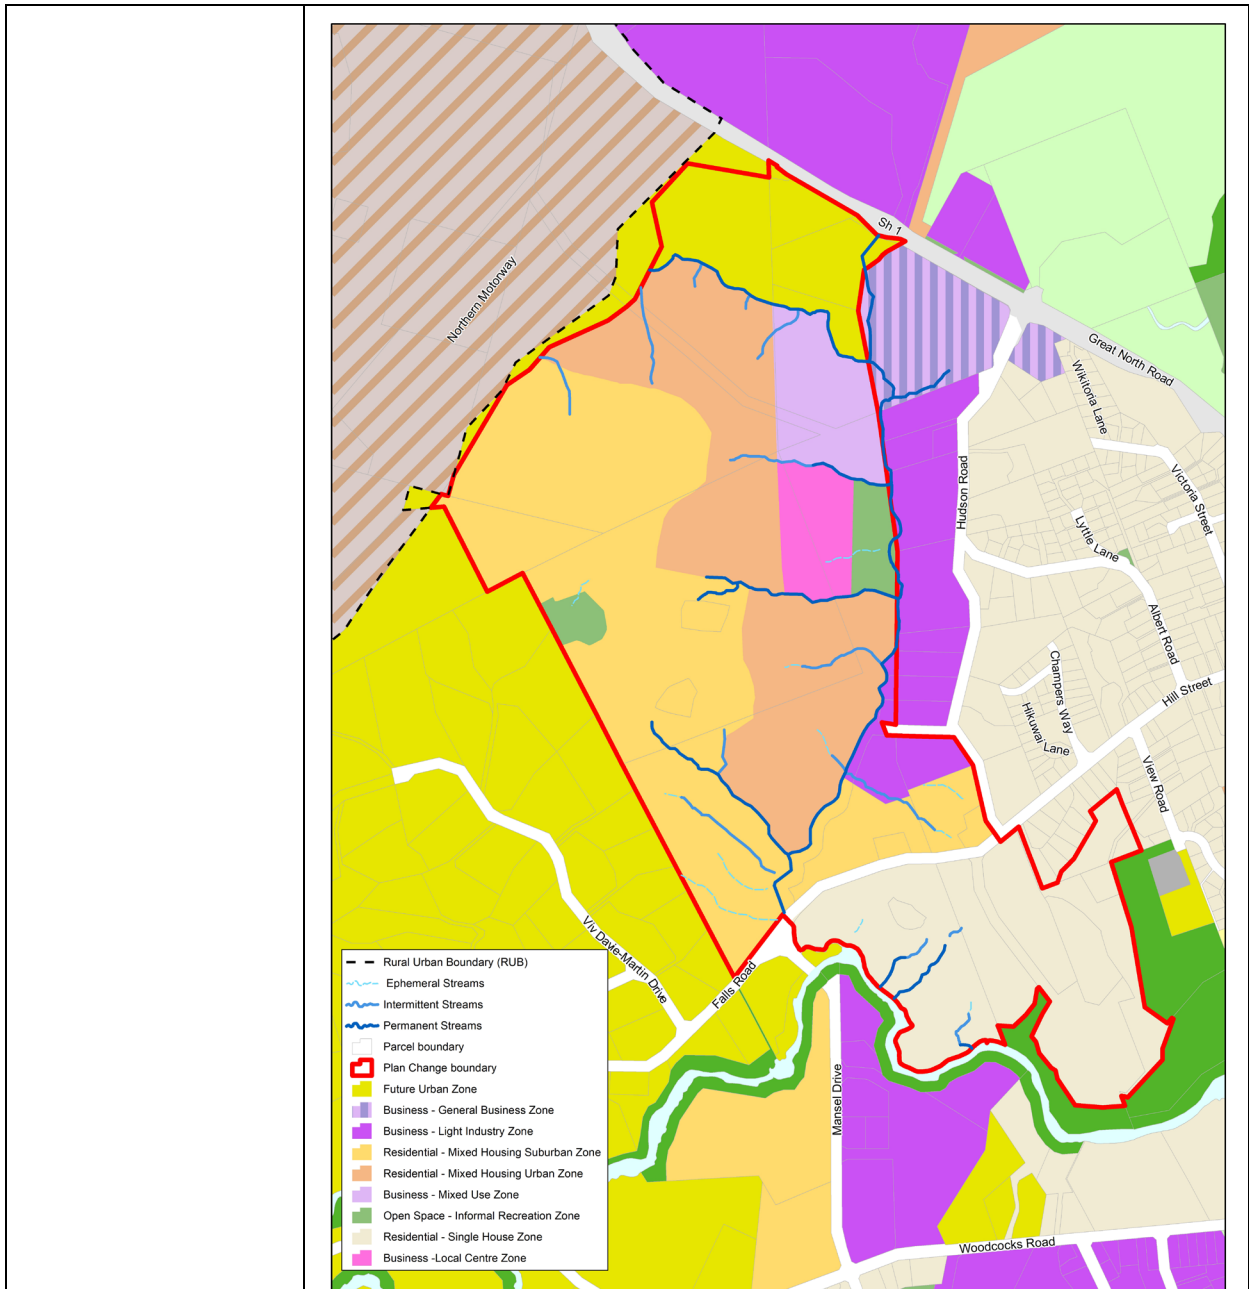 Sh 1
Northern Motorway
Great North Road
Wikitoria Lane
Victoria Street
Hudson Road
Lyttle Lane
Albert Road
Champers Way
Hill Street
Hikuwai Lane
View Road
Viv Davie-Martin Drive
Falls Road
Mansel Drive
Woodcocks Road
Rural Urban Boundary (RUB)
Ephemeral Streams
Intermittent Streams
Permanent Streams
Parcel boundary
Plan Change boundary
Future Urban Zone
Business - General Business Zone
Business - Light Industry Zone
Residential - Mixed Housing Suburban Zone
Residential - Mixed Housing Urban Zone
Business - Mixed Use Zone
Open Space - Informal Recreation Zone
Residential - Single House Zone
Business -Local Centre Zone